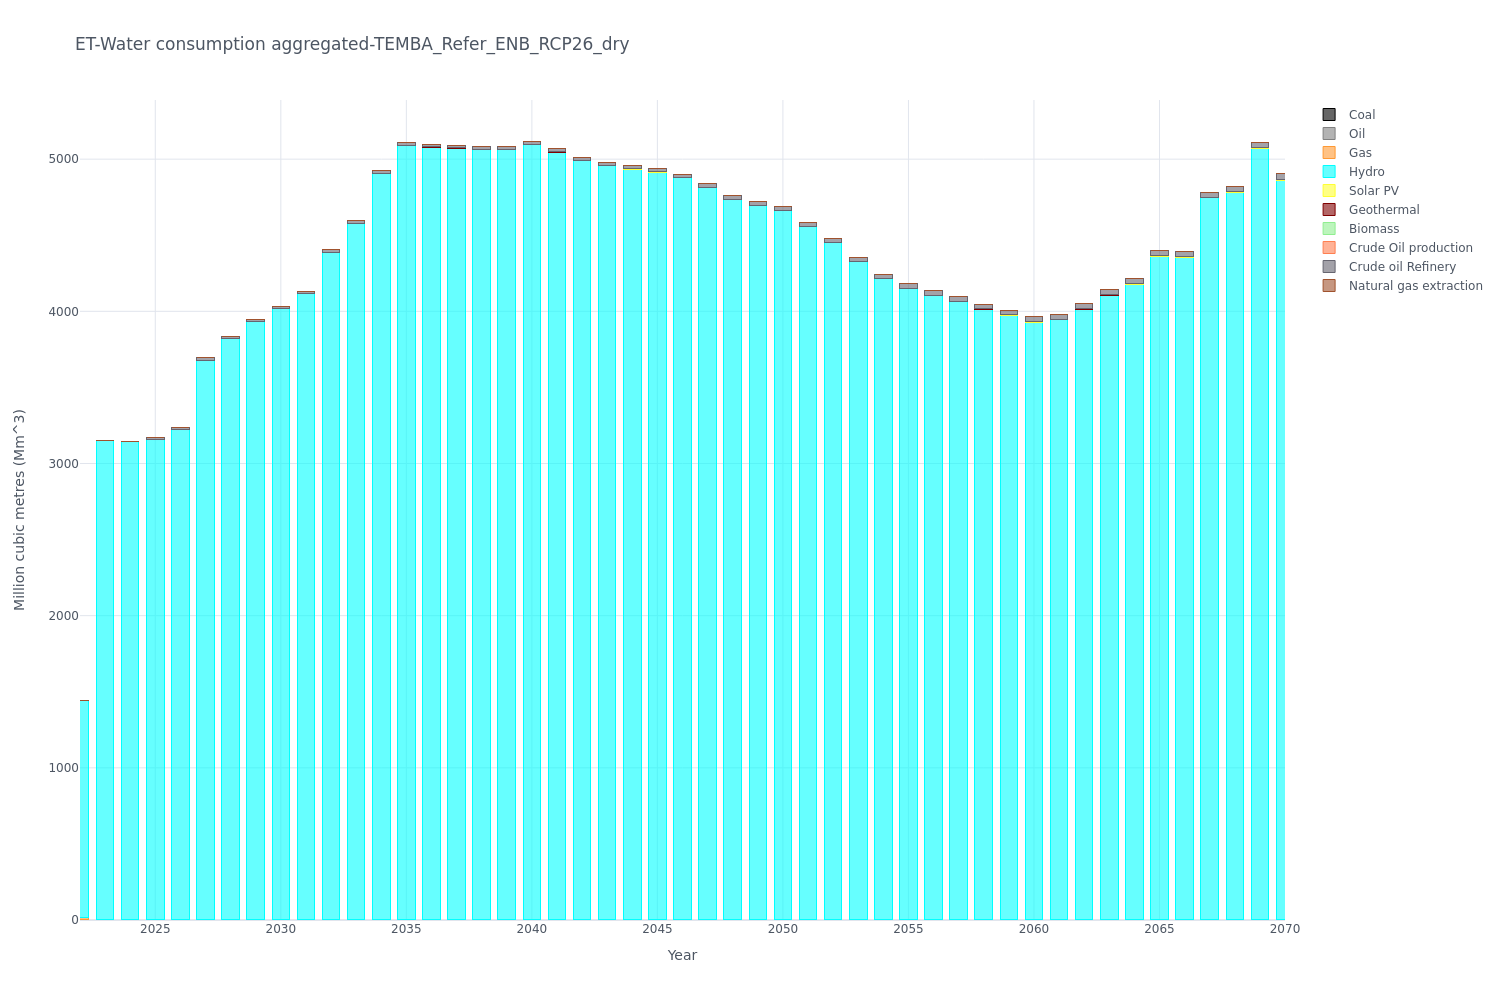 ET-Water consumption aggregated-TEMBA_Refer_ENB_RCP26_dry
Coal
Oil
Gas
Hydro
Solar PV
Geothermal
Biomass
Crude Oil production
Crude oil Refinery
Natural gas extraction
Million cubic metres (Mm^3)
5000
4000
3000
2000
1000
0
2025 2030 2035 2040 2045 2050 2055 2060 2065 2070
Year